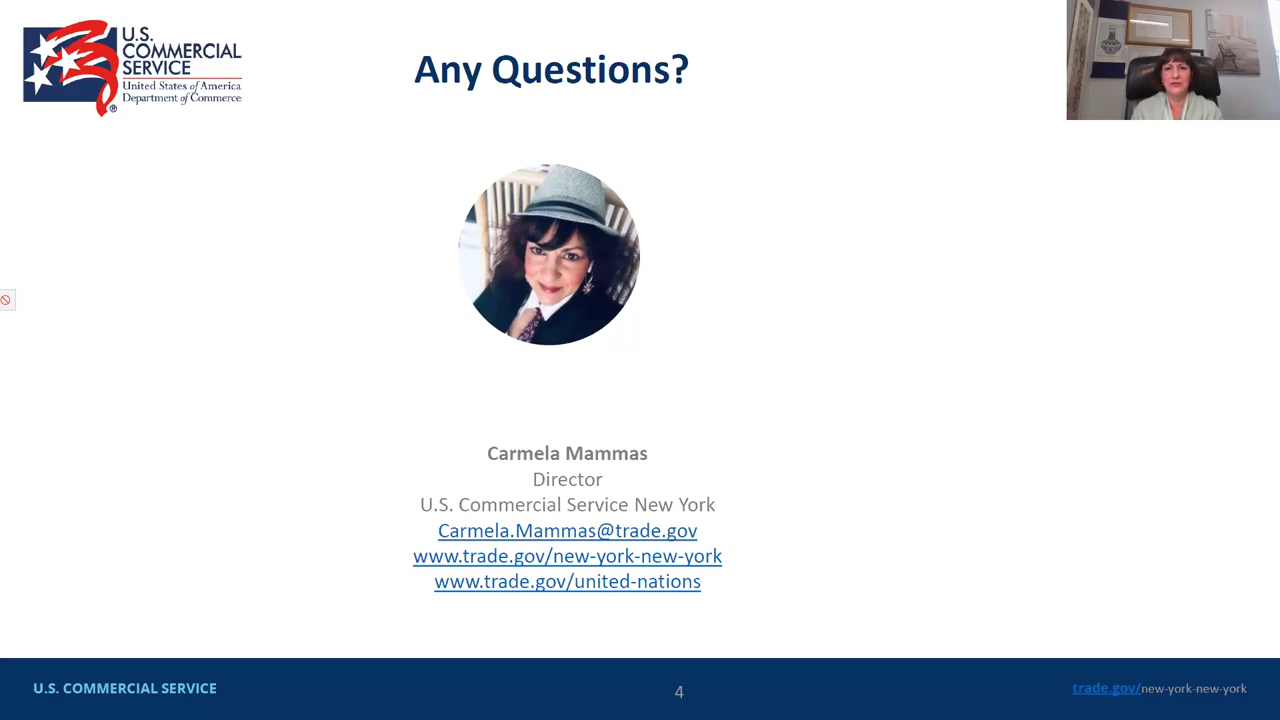 U.S.
COMMERCIAL
SERVICE
United States of America
Department of Commerce
®
Any Questions?
Carmela Mammas
Director
U.S. Commercial Service New York
Carmela.Mammas@trade.gov
www.trade.gov/new-york-new-york
www.trade.gov/united-nations
U.S. COMMERCIAL SERVICE
4
trade.gov/new-york-new-york